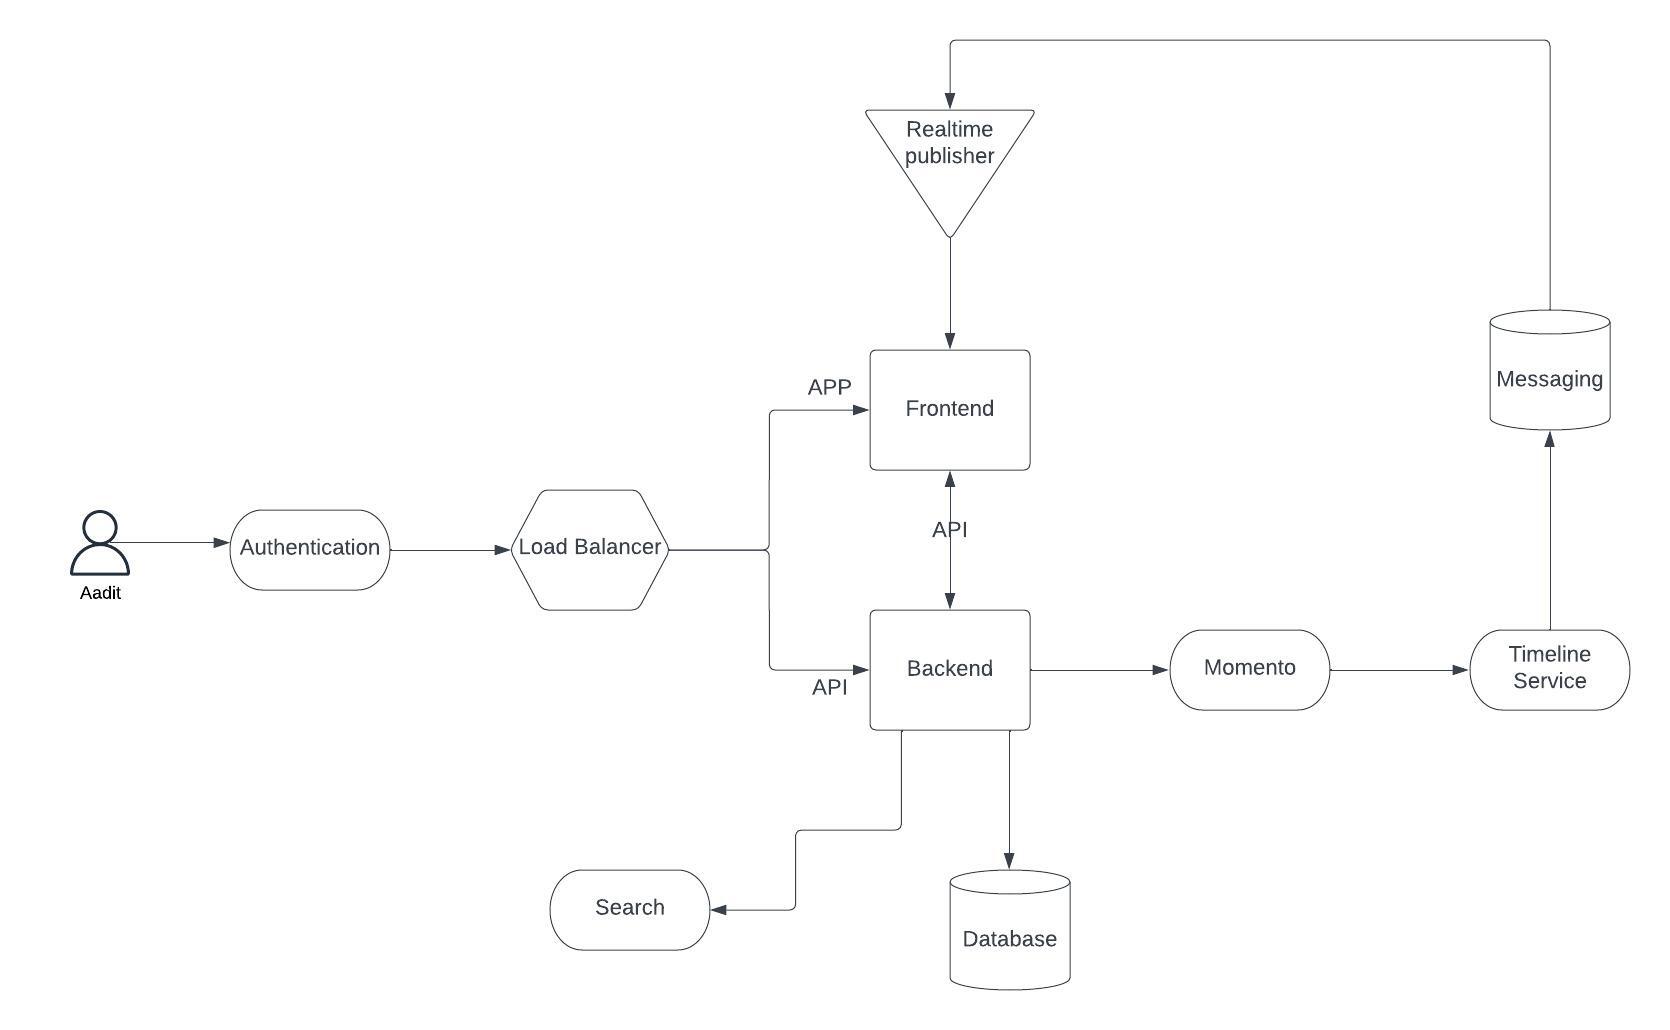 Realtime
publisher
Messaging
APP
Frontend
API
Aadit
Authentication
Load Balancer
API
Backend
Momento
Timeline
Service
Search
Database